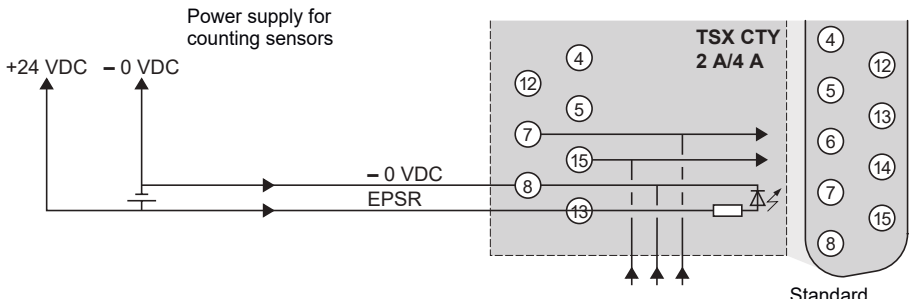 Power supply for
counting sensors
+24 VDC
– 0 VDC
TSX CTY
2 A/4 A
4
12
5
7
15
8
13
– 0 VDC
EPSR
4
12
5
13
6
14
7
15
8
Standard